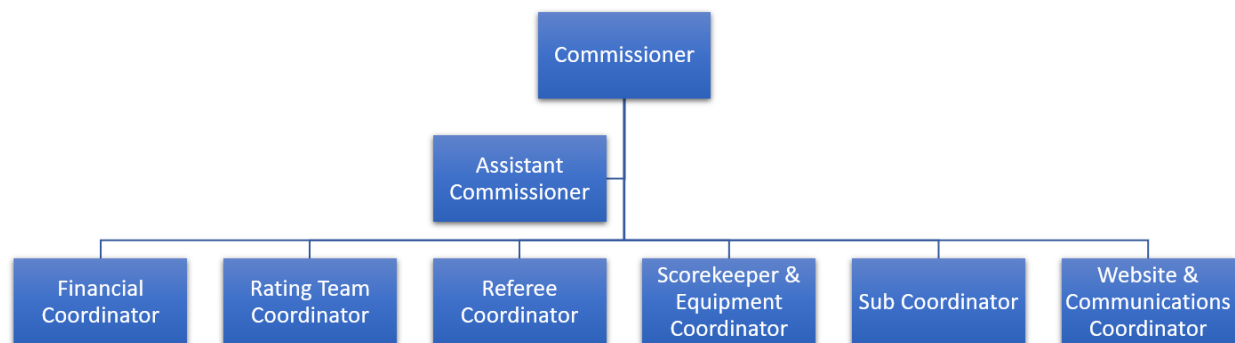 Commissioner
Assistant
Commissioner
Financial
Coordinator
Rating Team
Coordinator
Referee
Coordinator
Scorekeeper &
Equipment
Coordinator
Sub Coordinator
Website &
Communications
Coordinator